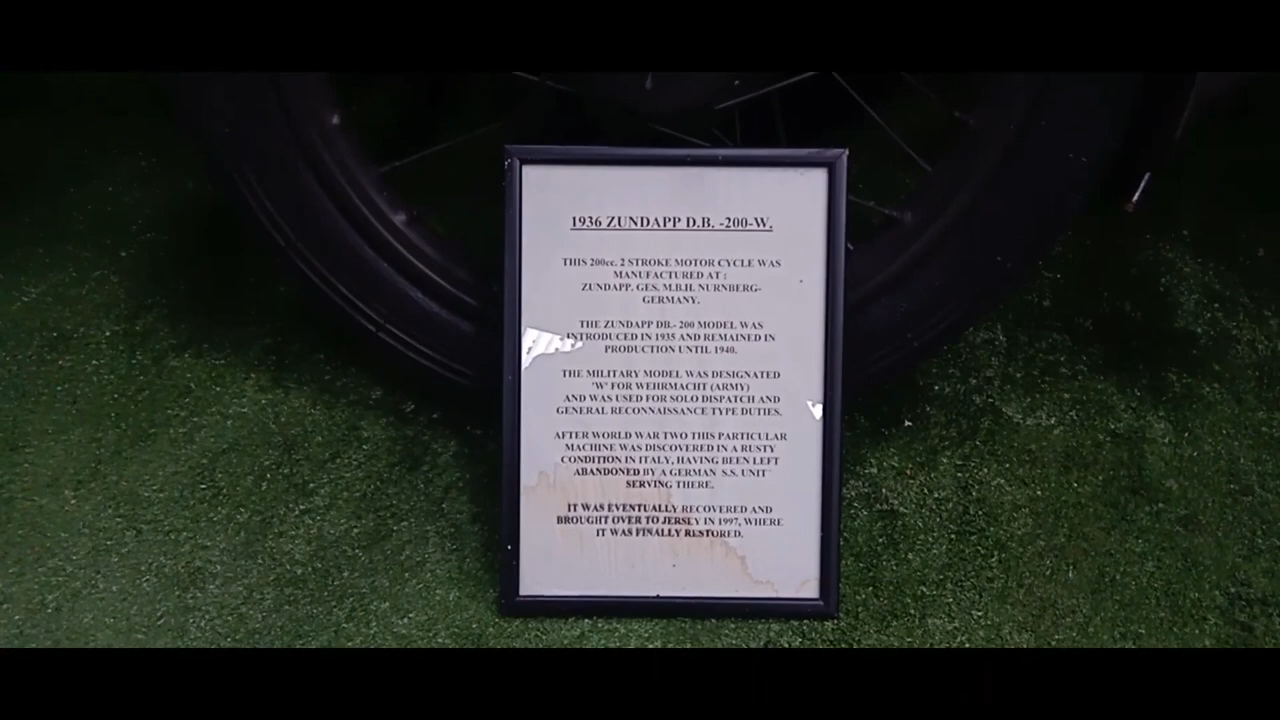 1936 ZUNDAPP D.B. -200-W.
THIS 200cc. 2 STROKE MOTOR CYCLE WAS
MANUFACTURED AT :
ZUNDAPP. GES. M.B.H. NURNBERG-
GERMANY.
THE ZUNDAPP DB.- 200 MODEL WAS
INTRODUCED IN 1935 AND REMAINED IN
PRODUCTION UNTIL 1940.
THE MILITARY MODEL WAS DESIGNATED
'W' FOR WEHRMACHT (ARMY)
AND WAS USED FOR SOLO DISPATCH AND
GENERAL RECONNAISSANCE TYPE DUTIES.
AFTER WORLD WAR TWO THIS PARTICULAR
MACHINE WAS DISCOVERED IN A RUSTY
CONDITION IN ITALY, HAVING BEEN LEFT
ABANDONED BY A GERMAN S.S. UNIT
SERVING THERE.
IT WAS EVENTUALLY RECOVERED AND
BROUGHT OVER TO JERSEY IN 1997, WHERE
IT WAS FINALLY RESTORED.